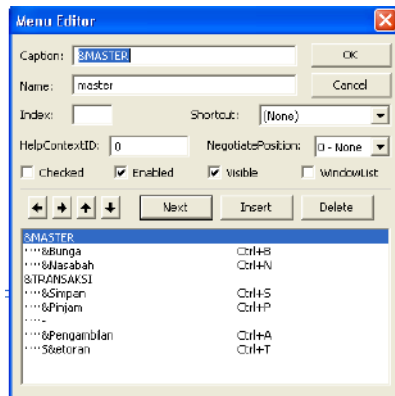 Menu Editor
Caption: &MASTER OK
Name: master Cancel
Index: Shortcut: (None)
HelpContextID: 0 NegotiatePosition: 0 - None
Checked Enabled Visible WindowList
Next Insert Delete
&MASTER
····&Bunga Ctrl+B
····&Nasabah Ctrl+N
&TRANSAKSI
····&Simpan Ctrl+S
····&Pinjam Ctrl+P
····-
····&Pengambilan Ctrl+A
····S&etoran Ctrl+T